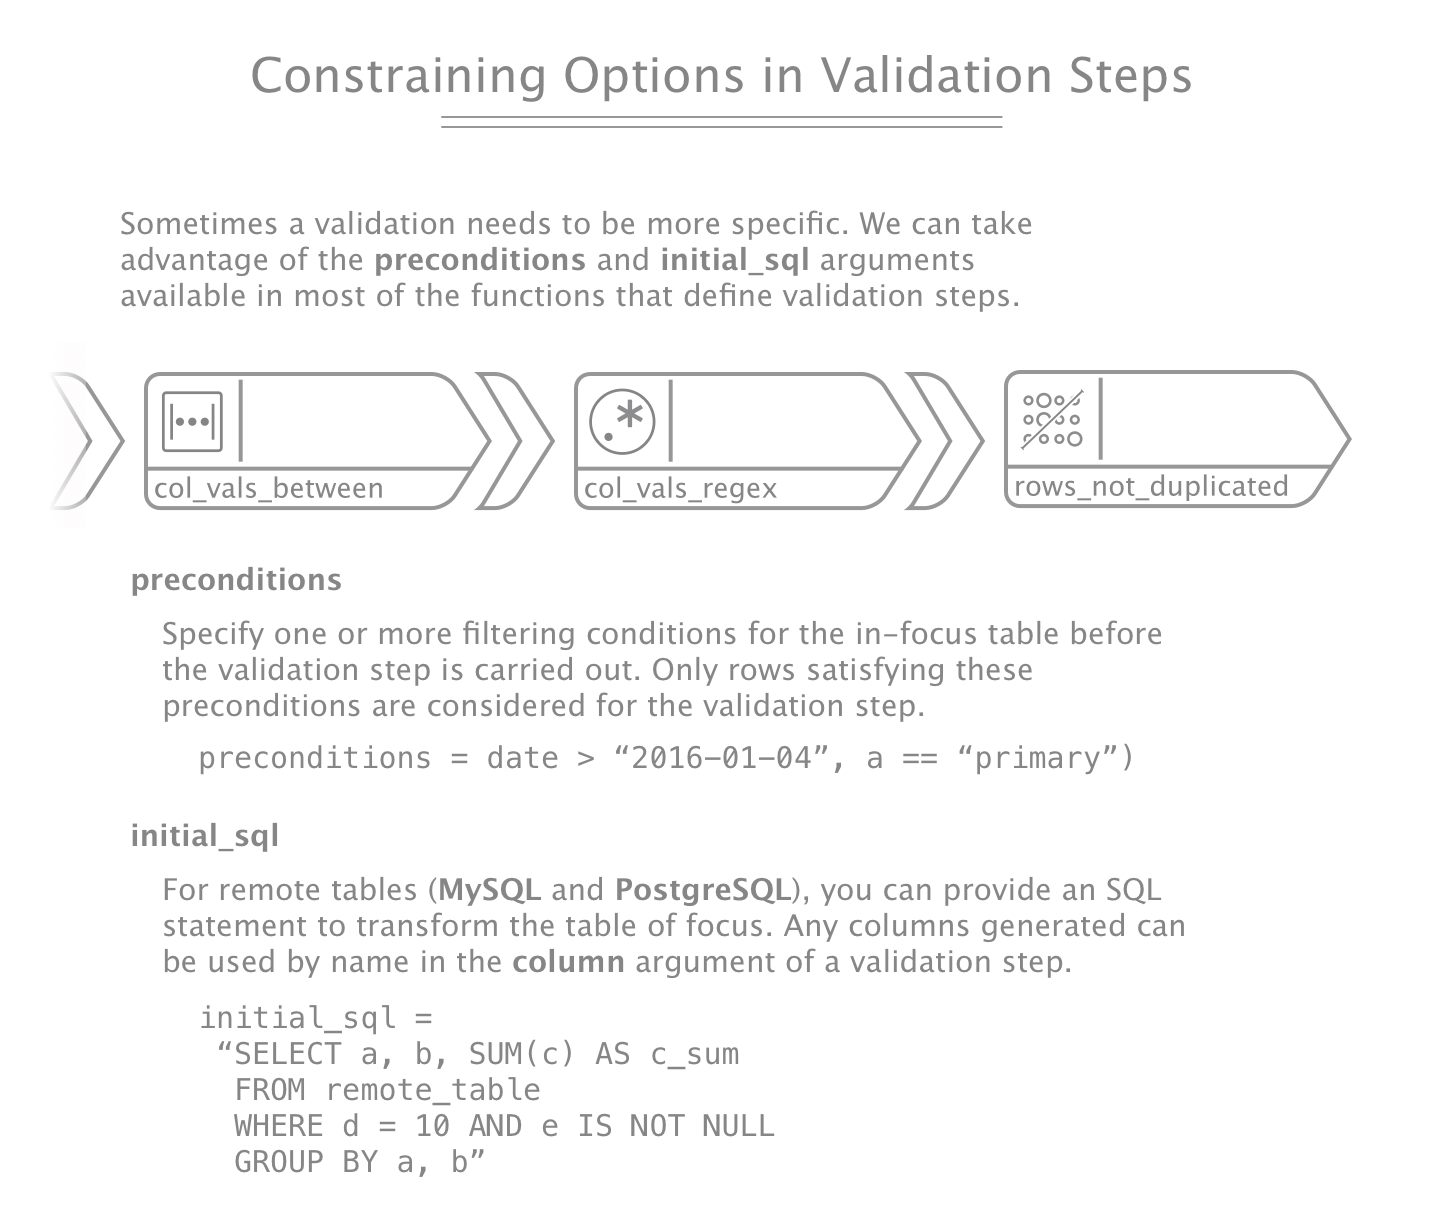 Constraining Options in Validation Steps
Sometimes a validation needs to be more specific. We can take
advantage of the preconditions and initial_sql arguments
available in most of the functions that define validation steps.
col_vals_between
col_vals_regex
rows_not_duplicated
preconditions
Specify one or more filtering conditions for the in-focus table before
the validation step is carried out. Only rows satisfying these
preconditions are considered for the validation step.
preconditions = date > “2016-01-04”, a == “primary”)
initial_sql
For remote tables (MySQL and PostgreSQL), you can provide an SQL
statement to transform the table of focus. Any columns generated can
be used by name in the column argument of a validation step.
initial_sql =
“SELECT a, b, SUM(c) AS c_sum
FROM remote_table
WHERE d = 10 AND e IS NOT NULL
GROUP BY a, b”